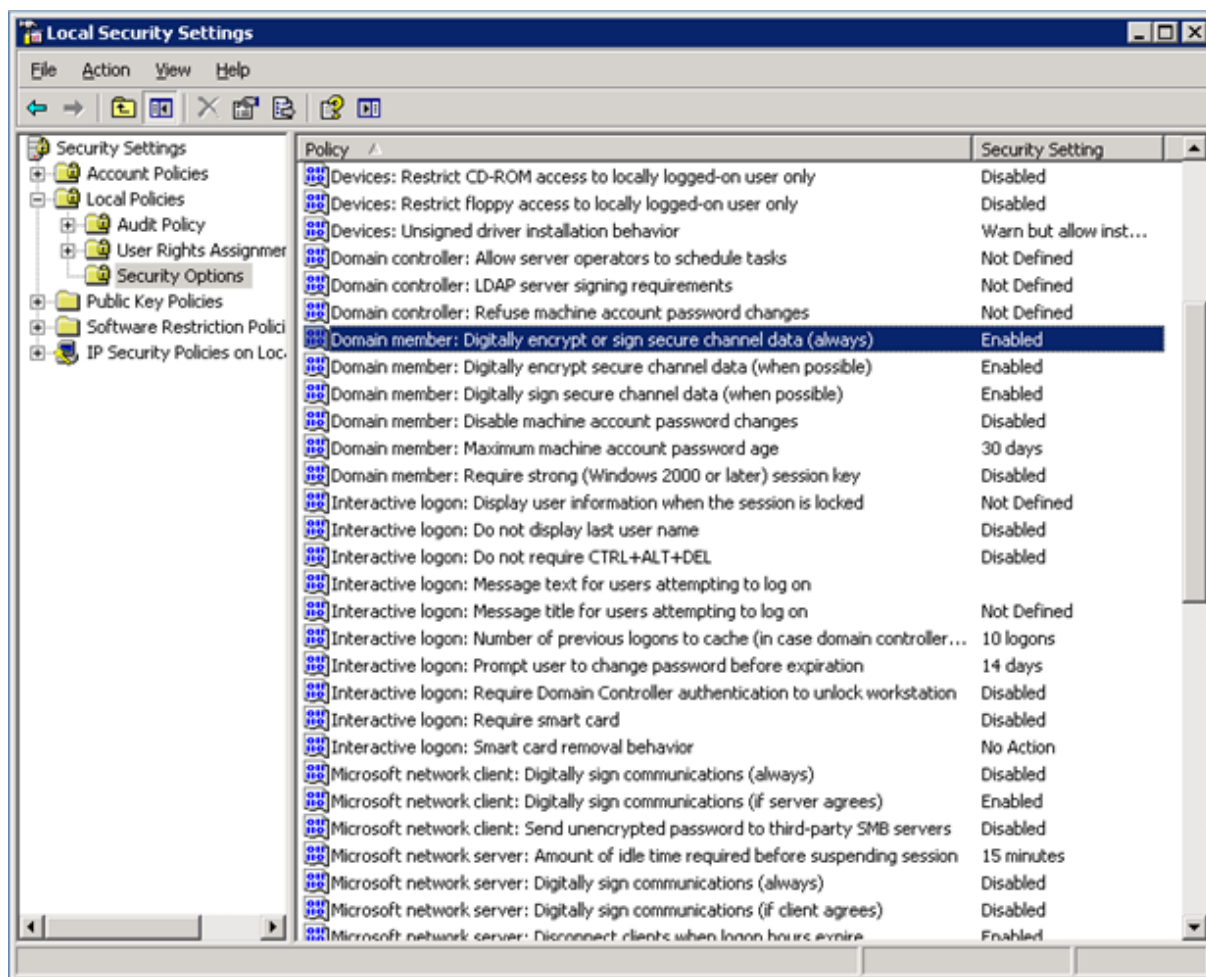 Local Security Settings
File Action View Help
Security Settings
Account Policies
Local Policies
Audit Policy
User Rights Assignmen
Security Options
Public Key Policies
Software Restriction Polici
IP Security Policies on Loc
Policy Security Setting
Devices: Restrict CD-ROM access to locally logged-on user only Disabled
Devices: Restrict floppy access to locally logged-on user only Disabled
Devices: Unsigned driver installation behavior Warn but allow inst...
Domain controller: Allow server operators to schedule tasks Not Defined
Domain controller: LDAP server signing requirements Not Defined
Domain controller: Refuse machine account password changes Not Defined
Domain member: Digitally encrypt or sign secure channel data (always) Enabled
Domain member: Digitally encrypt secure channel data (when possible) Enabled
Domain member: Digitally sign secure channel data (when possible) Enabled
Domain member: Disable machine account password changes Disabled
Domain member: Maximum machine account password age 30 days
Domain member: Require strong (Windows 2000 or later) session key Disabled
Interactive logon: Display user information when the session is locked Not Defined
Interactive logon: Do not display last user name Disabled
Interactive logon: Do not require CTRL+ALT+DEL Disabled
Interactive logon: Message text for users attempting to log on
Interactive logon: Message title for users attempting to log on Not Defined
Interactive logon: Number of previous logons to cache (in case domain controller... 10 logons
Interactive logon: Prompt user to change password before expiration 14 days
Interactive logon: Require Domain Controller authentication to unlock workstation Disabled
Interactive logon: Require smart card Disabled
Interactive logon: Smart card removal behavior No Action
Microsoft network client: Digitally sign communications (always) Disabled
Microsoft network client: Digitally sign communications (if server agrees) Enabled
Microsoft network client: Send unencrypted password to third-party SMB servers Disabled
Microsoft network server: Amount of idle time required before suspending session 15 minutes
Microsoft network server: Digitally sign communications (always) Disabled
Microsoft network server: Digitally sign communications (if client agrees) Disabled
Microsoft network server: Disconnect clients when logon hours expire Enabled